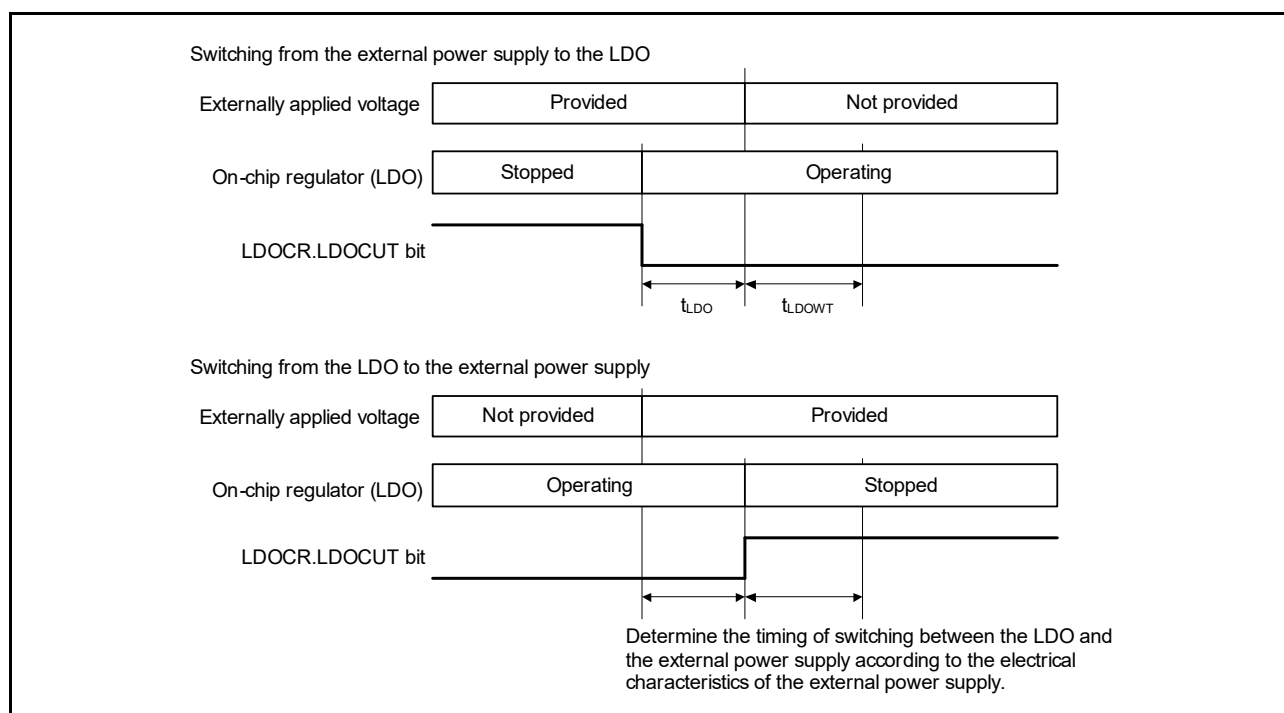 Switching from the external power supply to the LDO
Externally applied voltage Provided Not provided
On-chip regulator (LDO) Stopped Operating
LDOCR.LDOCUT bit
tLDO tLDOWT
Switching from the LDO to the external power supply
Externally applied voltage Not provided Provided
On-chip regulator (LDO) Operating Stopped
LDOCR.LDOCUT bit
Determine the timing of switching between the LDO and
the external power supply according to the electrical
characteristics of the external power supply.